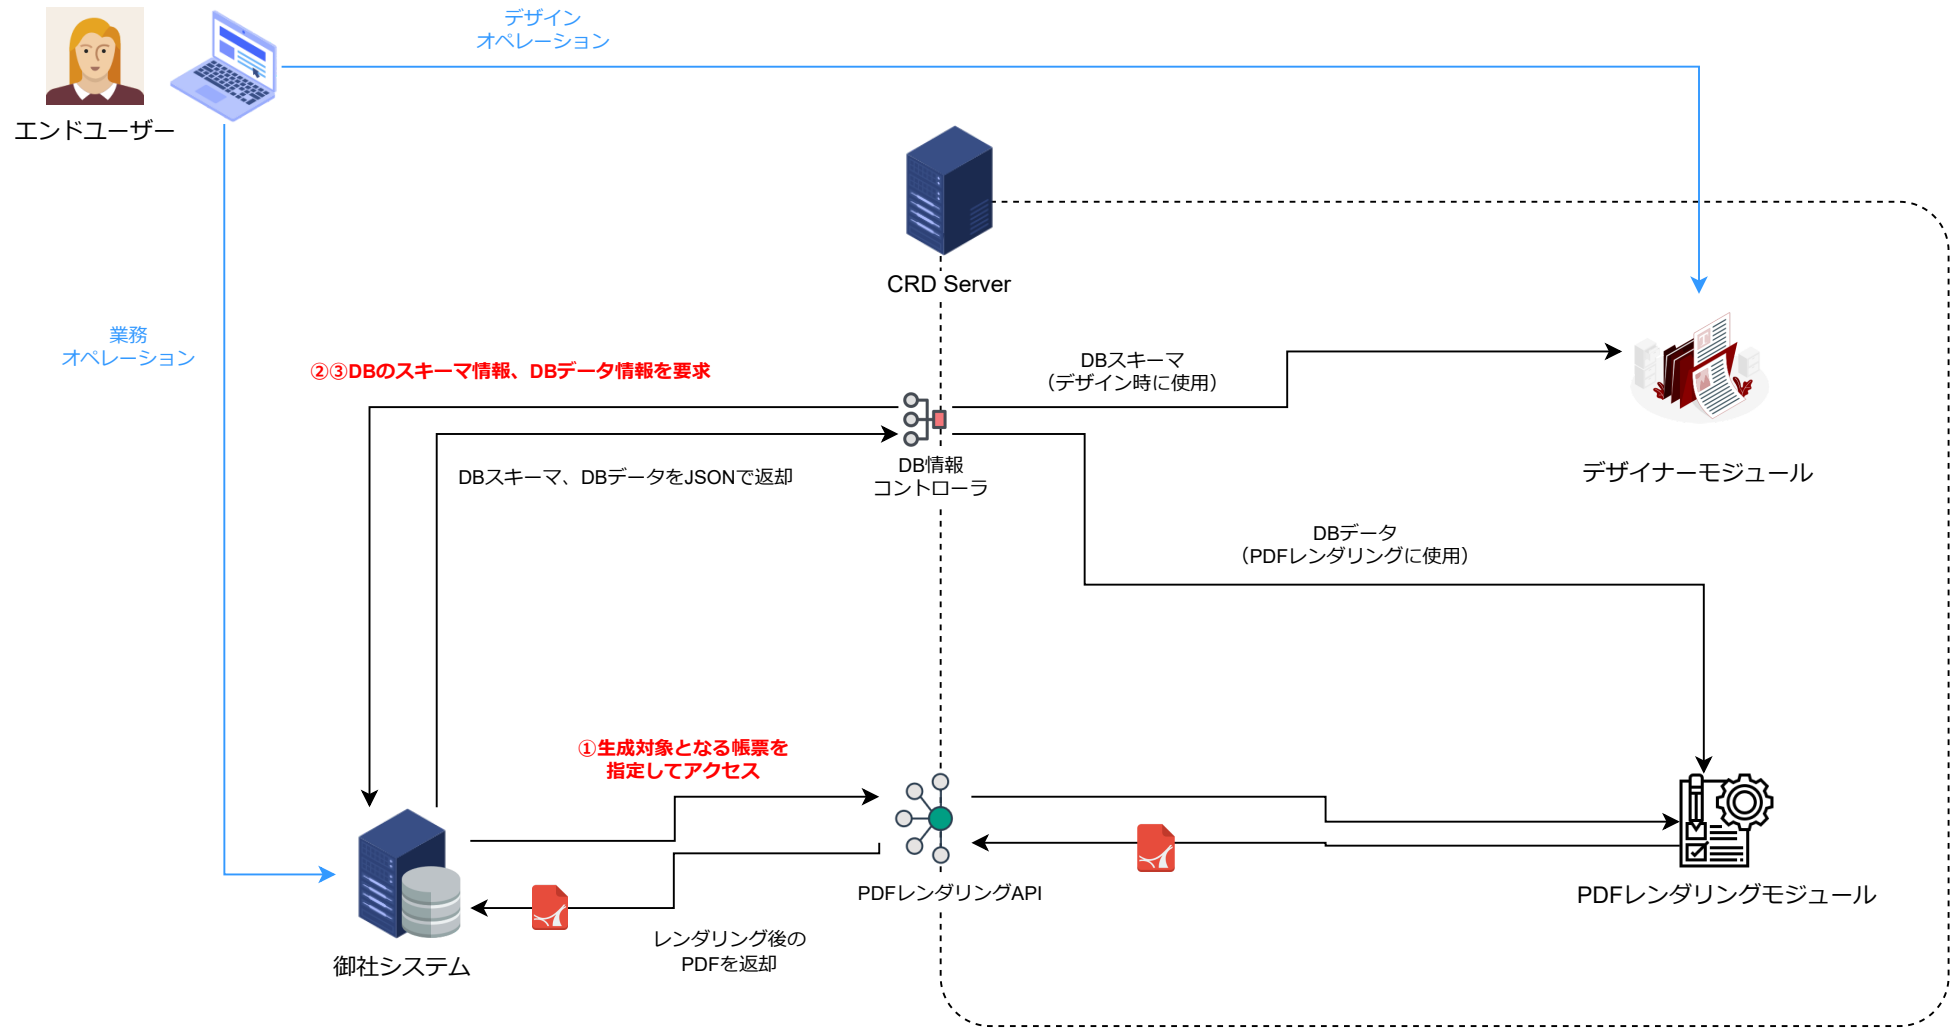 デザイン
オペレーション
エンドユーザー
CRD Server
業務
オペレーション
②③DBのスキーマ情報、DBデータ情報を要求
DBスキーマ
（デザイン時に使用）
DBスキーマ、DBデータをJSONで返却
DB情報
コントローラ
デザイナーモジュール
DBデータ
（PDFレンダリングに使用）
①生成対象となる帳票を
指定してアクセス
PDFレンダリングAPI
PDFレンダリングモジュール
レンダリング後の
PDFを返却
御社システム